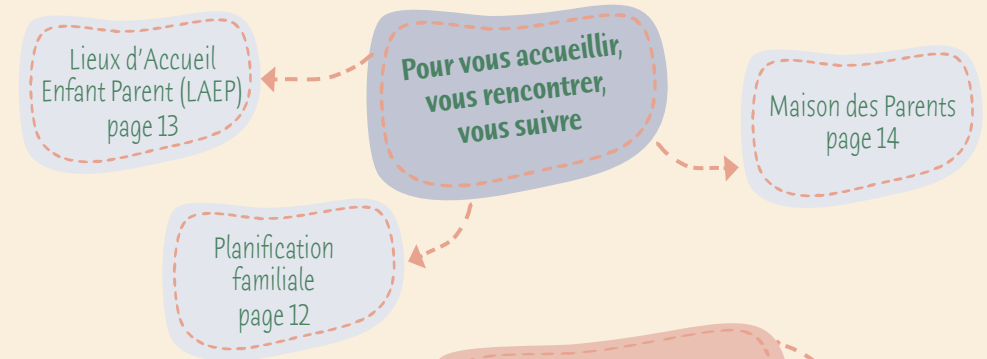 Lieux d'Accueil
Enfant Parent (LAEP)
page 13
Pour vous accueillir,
vous rencontrer,
vous suivre
Maison des Parents
page 14
Planification
familiale
page 12